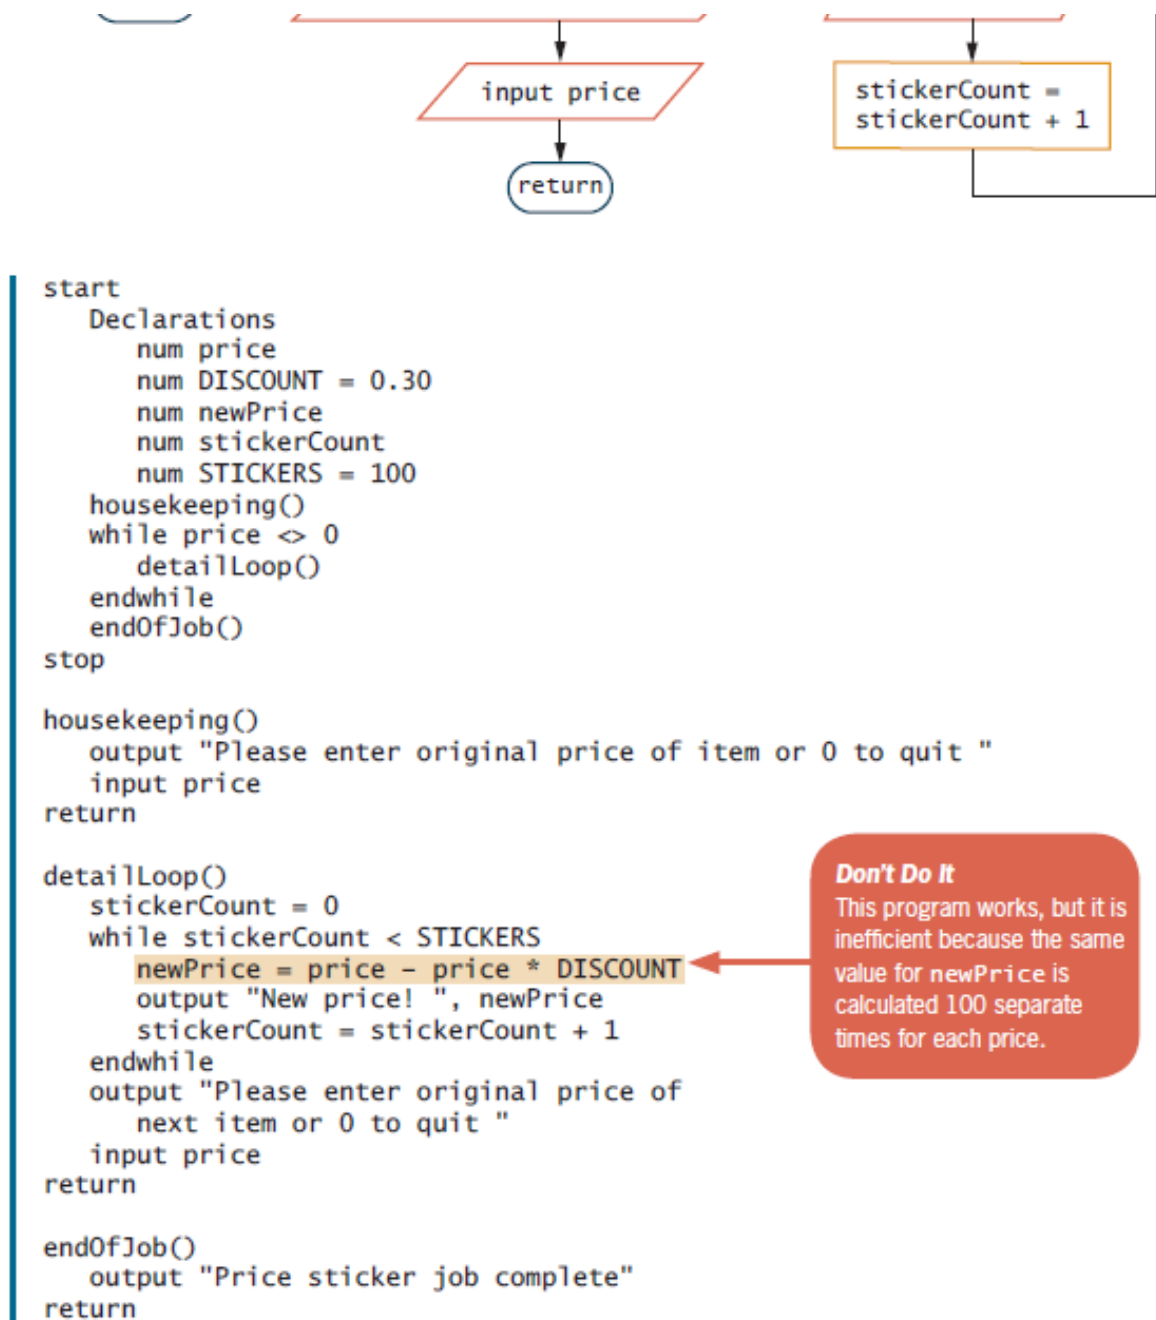 input price
return
stickerCount =
stickerCount + 1
start
Declarations
num price
num DISCOUNT = 0.30
num newPrice
num stickerCount
num STICKERS = 100
housekeeping()
while price <> 0
detailLoop()
endwhile
endOfJob()
stop
housekeeping()
output "Please enter original price of item or 0 to quit "
input price
return
detailLoop()
stickerCount = 0
while stickerCount < STICKERS
newPrice = price – price * DISCOUNT
output "New price! ", newPrice
stickerCount = stickerCount + 1
endwhile
output "Please enter original price of
next item or 0 to quit "
input price
return
endOfJob()
output "Price sticker job complete"
return
Don't Do It
This program works, but it is
inefficient because the same
value for newPrice is
calculated 100 separate
times for each price.